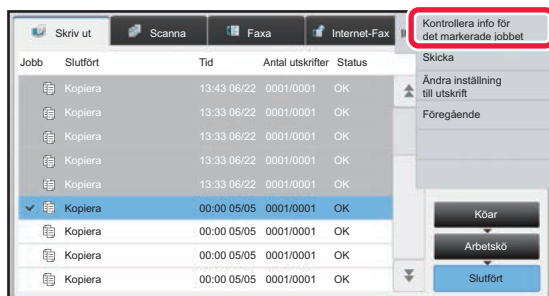 Skriv ut Scanna Faxa Internet-Fax
Jobb Slutfört Tid Antal utskrifter Status
Kopiera 13:43 06/22 0001/0001 OK
Kopiera 13:33 06/22 0001/0001 OK
Kopiera 13:33 06/22 0001/0001 OK
Kopiera 13:33 06/22 0001/0001 OK
Kopiera 13:33 06/22 0001/0001 OK
Kopiera 00:00 05/05 0001/0001 OK
Kopiera 00:00 05/05 0001/0001 OK
Kopiera 00:00 05/05 0001/0001 OK
Kopiera 00:00 05/05 0001/0001 OK
Kontrollera info för
det markerade jobbet
Skicka
Ändra inställning
till utskrift
Föregående
Köar
Arbetskö
Slutfört